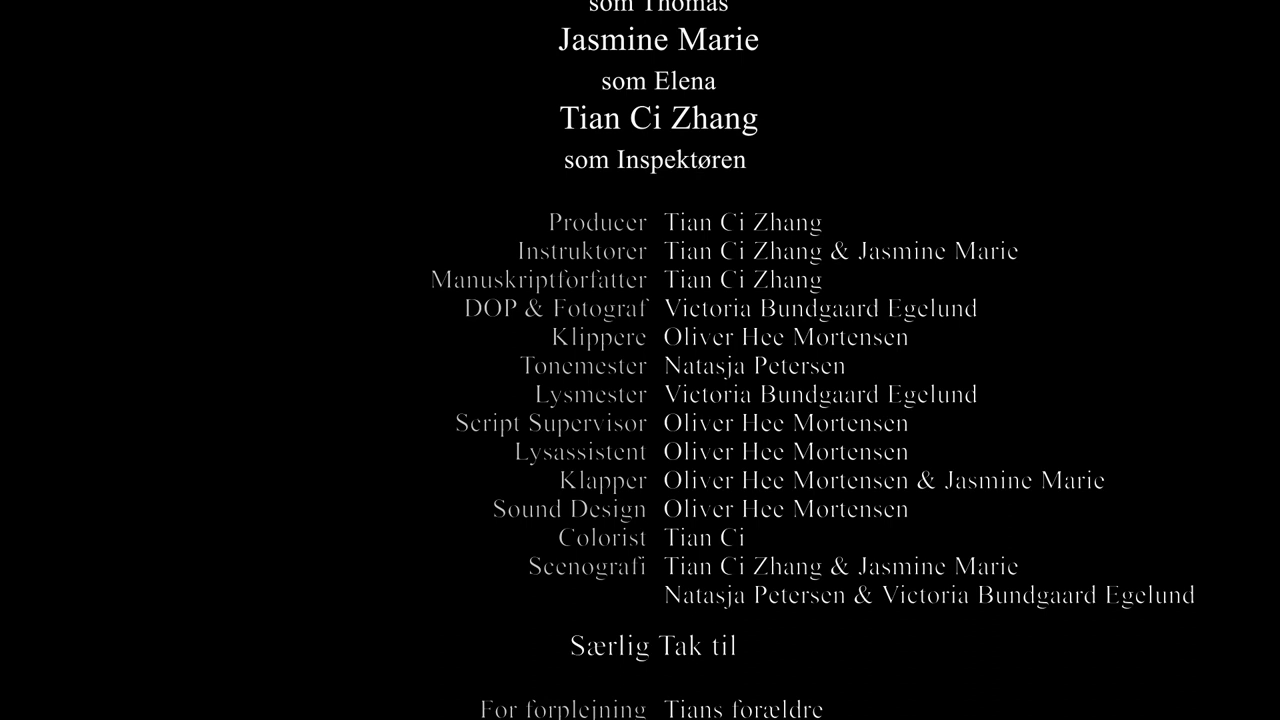 som Thomas
Jasmine Marie
som Elena
Tian Ci Zhang
som Inspektøren
Producer Tian Ci Zhang
Instruktorer Tian Ci Zhang & Jasmine Marie
Manuskriptforfatter Tian Ci Zhang
DOP & Fotograf Victoria Bundgaard Egelund
Klippere Oliver Hee Mortensen
Tonemester Natasja Petersen
Lysmester Victoria Bundgaard Egelund
Script Supervisor Oliver Hee Mortensen
Lysassistent Oliver Hee Mortensen
Klapper Oliver Hee Mortensen & Jasmine Marie
Sound Design Oliver Hee Mortensen
Colorist Tian Ci
Scenografi Tian Ci Zhang & Jasmine Marie
Natasja Petersen & Victoria Bundgaard Egelund
Særlig Tak til
For forplejning Tians forældre